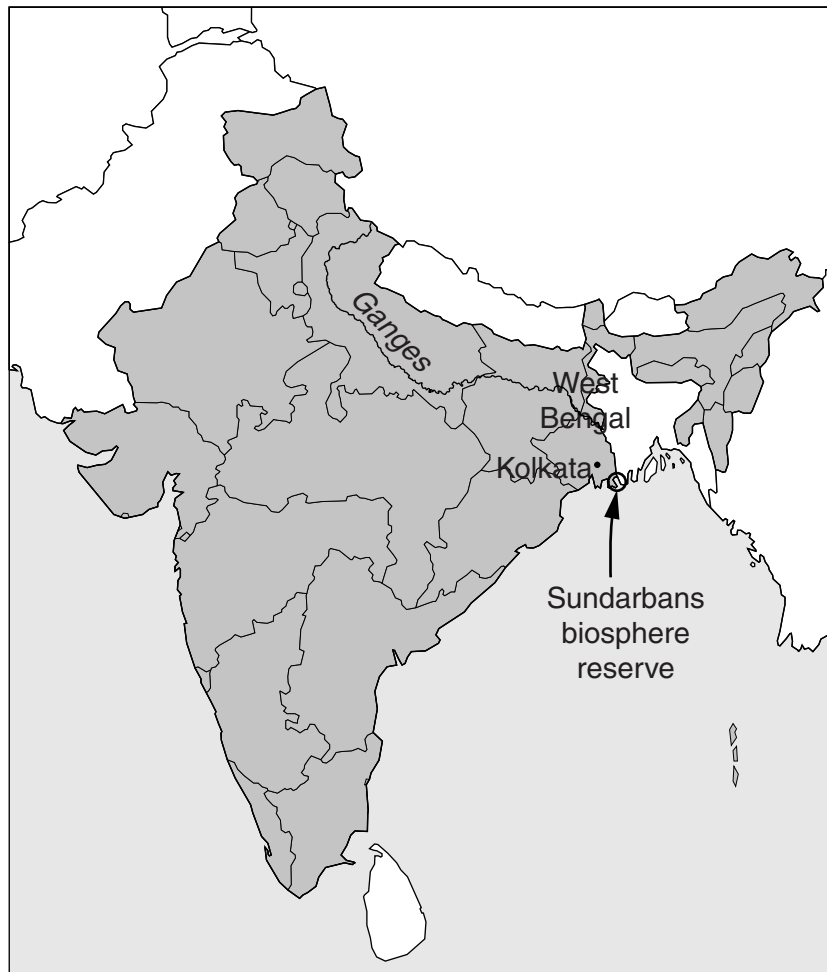 Ganges
West
Bengal
Kolkata
Sundarbans
biosphere
reserve